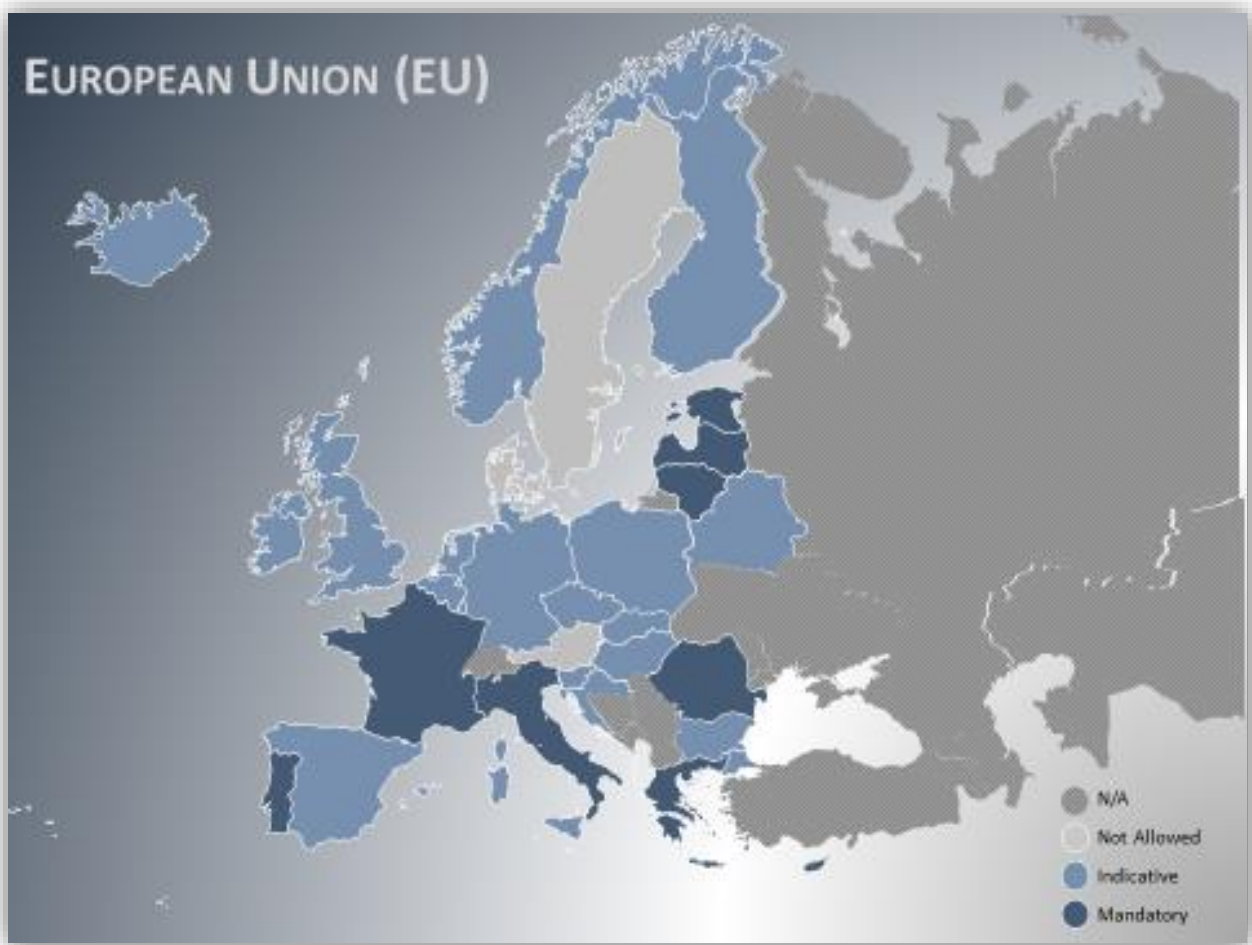 EUROPEAN UNION (EU)
N/A
Not Allowed
Indicative
Mandatory